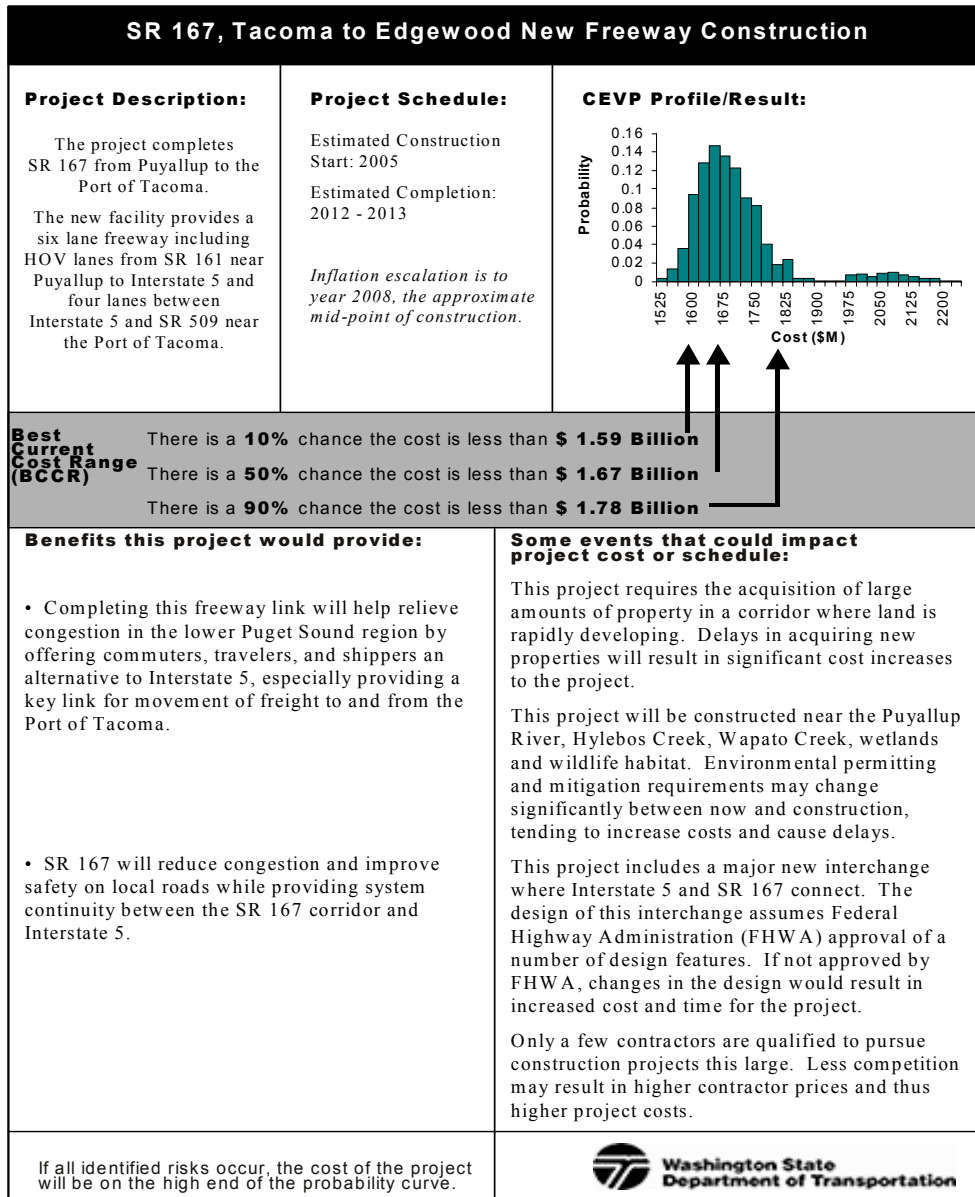 SR 167, Tacoma to Edgewood New Freeway Construction
Project Description:
The project completes
SR 167 from Puyallup to the
Port of Tacoma.
The new facility provides a
six lane freeway including
HOV lanes from SR 161 near
Puyallup to Interstate 5 and
four lanes between
Interstate 5 and SR 509 near
the Port of Tacoma.
Project Schedule:
Estimated Construction
Start: 2005
Estimated Completion:
2012 - 2013
Inflation escalation is to
year 2008, the approximate
mid-point of construction.
CEVP Profile/Result:
Probability
0.16
0.14
0.12
0.1
0.08
0.06
0.04
0.02
0
1525
1600
1675
1750
1825
1900
1975
2050
2125
2200
Cost ($M)
Best
Current
Cost Range
(BCCR)
There is a 10% chance the cost is less than $ 1.59 Billion
There is a 50% chance the cost is less than $ 1.67 Billion
There is a 90% chance the cost is less than $ 1.78 Billion
Benefits this project would provide:
• Completing this freeway link will help relieve
congestion in the lower Puget Sound region by
offering commuters, travelers, and shippers an
alternative to Interstate 5, especially providing a
key link for movement of freight to and from the
Port of Tacoma.
• SR 167 will reduce congestion and improve
safety on local roads while providing system
continuity between the SR 167 corridor and
Interstate 5.
Some events that could impact
project cost or schedule:
This project requires the acquisition of large
amounts of property in a corridor where land is
rapidly developing. Delays in acquiring new
properties will result in significant cost increases
to the project.
This project will be constructed near the Puyallup
River, Hylebos Creek, Wapato Creek, wetlands
and wildlife habitat. Environmental permitting
and mitigation requirements may change
significantly between now and construction,
tending to increase costs and cause delays.
This project includes a major new interchange
where Interstate 5 and SR 167 connect. The
design of this interchange assumes Federal
Highway Administration (FHWA) approval of a
number of design features. If not approved by
FHWA, changes in the design would result in
increased cost and time for the project.
Only a few contractors are qualified to pursue
construction projects this large. Less competition
may result in higher contractor prices and thus
higher project costs.
If all identified risks occur, the cost of the project
will be on the high end of the probability curve.
Washington State
Department of Transportation